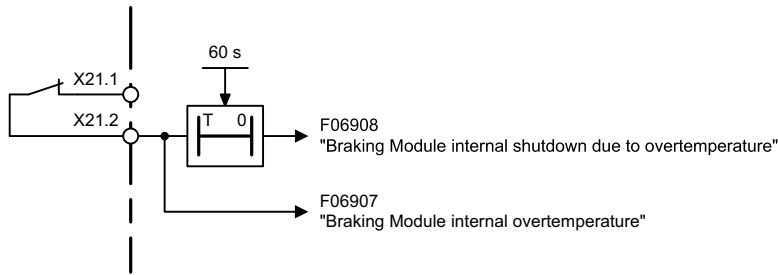 60 s
X21.1
X21.2
T 0
F06908
"Braking Module internal shutdown due to overtemperature"
F06907
"Braking Module internal overtemperature"